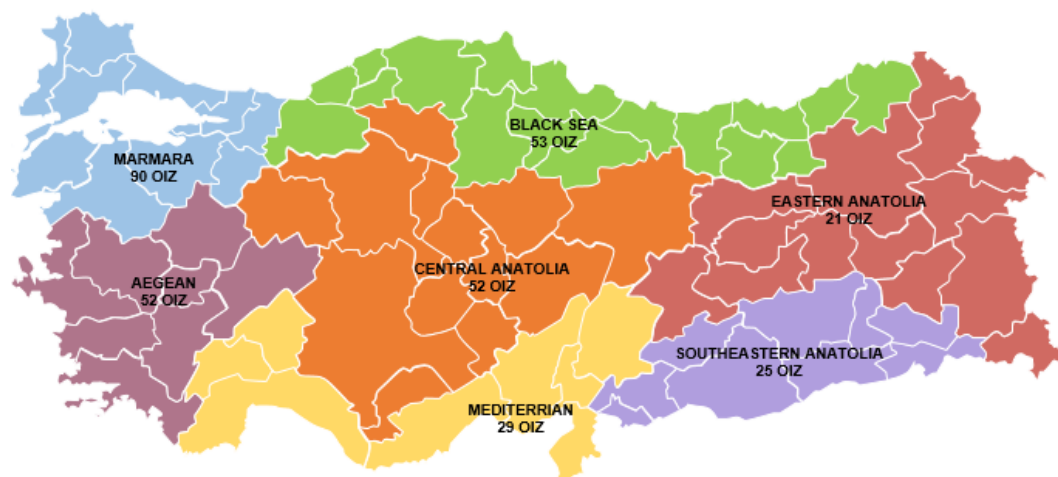 BLACK SEA
53 OIZ
MARMARA
90 OIZ
EASTERN ANATOLIA
21 OIZ
CENTRAL ANATOLIA
52 OIZ
AEGEAN
52 OIZ
SOUTHEASTERN ANATOLIA
25 OIZ
MEDITERRIAN
29 OIZ